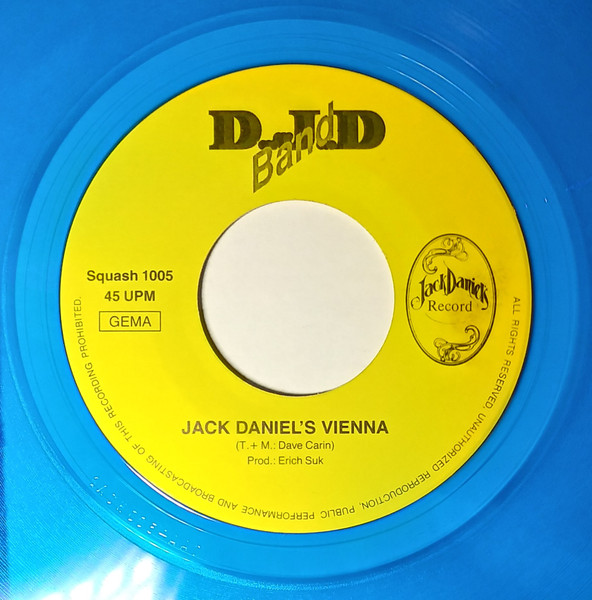 D...J.D
Band
Squash 1005
45 UPM
GEMA
Jack Daniel's
Record
JACK DANIEL'S VIENNA
(T. + M.: Dave Carin)
Prod.: Erich Suk
ALL RIGHTS RESERVED. UNAUTHORIZED REPRODUCTION, PUBLIC PERFORMANCE AND BROADCASTING OF THIS RECORDING PROHIBITED.